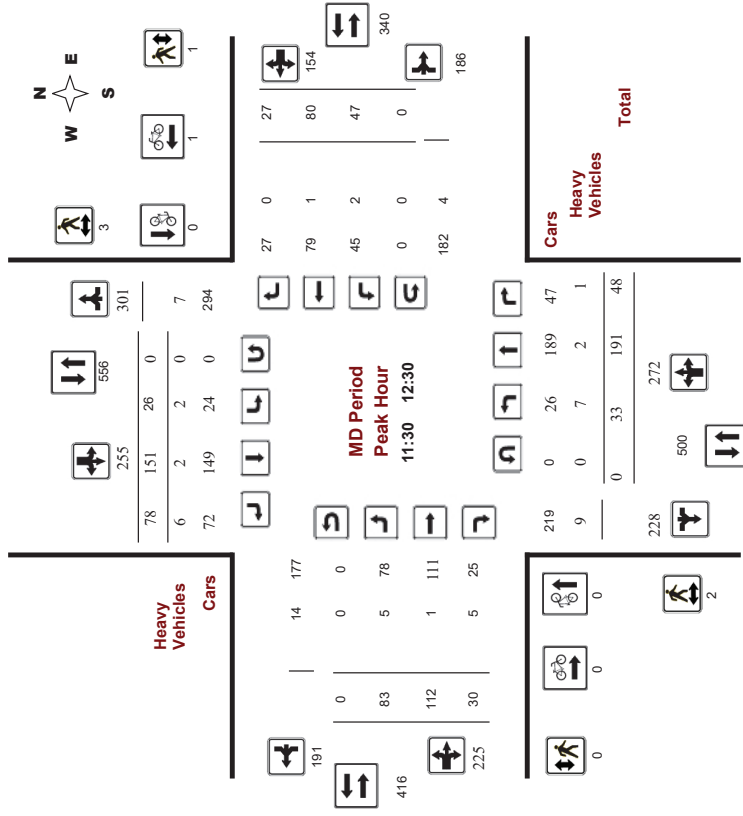 N
W E
S
3
0
1
1
556
255
301
78 151 26 0
6 2 2 0 7
72 149 24 0 294
Heavy
Vehicles
Cars
340
154
186
27 0 27
79 1 80
45 2 47
0 0 0
182 4
MD Period
Peak Hour
11:30 12:30
177 14
0 0 0
78 5 83
111 1 112
25 5 30
191
416
225
Cars
Heavy
Vehicles
Total
219 0 26 189 47
9 0 7 2 1
0 33 191 48
228
500
272
0
0
0
2